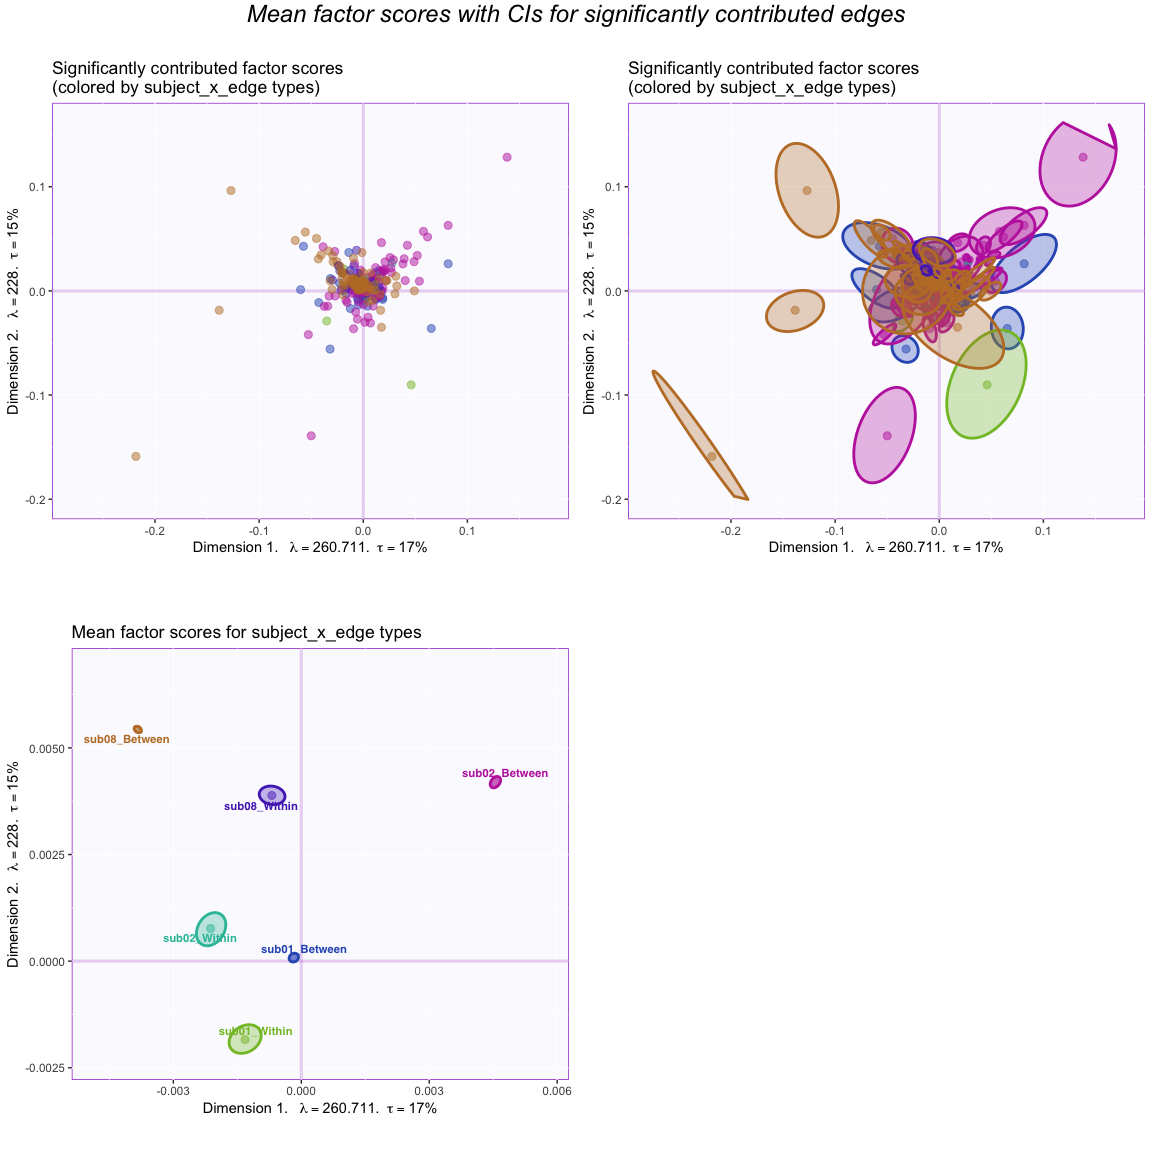 Mean factor scores with CIs for significantly contributed edges
Significantly contributed factor scores
(colored by subject_x_edge types)
0.1
0.0
-0.1
-0.2
-0.2
-0.1
0.0
0.1
Dimension 2. λ = 228. τ = 15%
Dimension 1. λ = 260.711. τ = 17%
Significantly contributed factor scores
(colored by subject_x_edge types)
0.1
0.0
-0.1
-0.2
-0.2
-0.1
0.0
0.1
Dimension 2. λ = 228. τ = 15%
Dimension 1. λ = 260.711. τ = 17%
Mean factor scores for subject_x_edge types
sub08_Between
sub02_Between
sub08_Within
sub02_Within
sub01_Between
sub01_Within
0.0050
0.0025
0.0000
-0.0025
-0.003
0.000
0.003
0.006
Dimension 2. λ = 228. τ = 15%
Dimension 1. λ = 260.711. τ = 17%